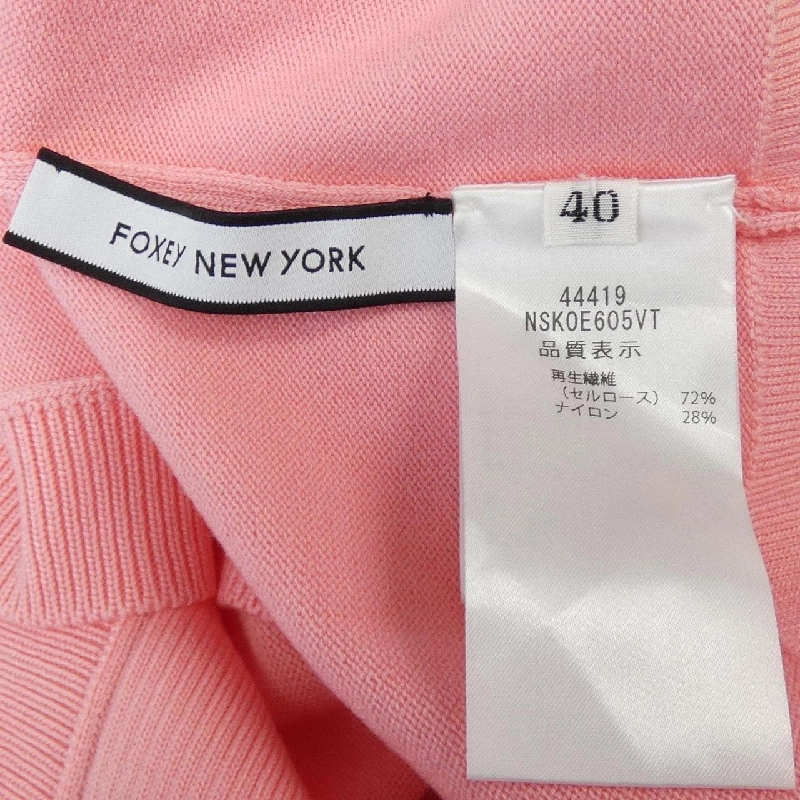 FOXEY NEW YORK
40
44419
NSKOE605VT
品質表示
再生繊維
（セルロース） 72%
ナイロン 28%